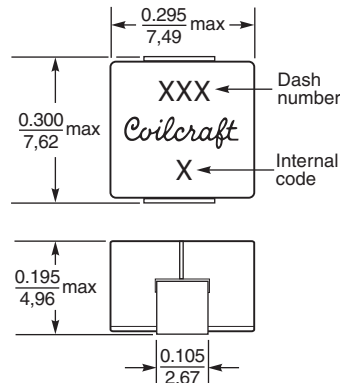 0.295
7,49 max
XXX
Dash
number
0.300
7,62 max
Coilcraft
X
Internal
code
0.195
4,96 max
0.105
2,67